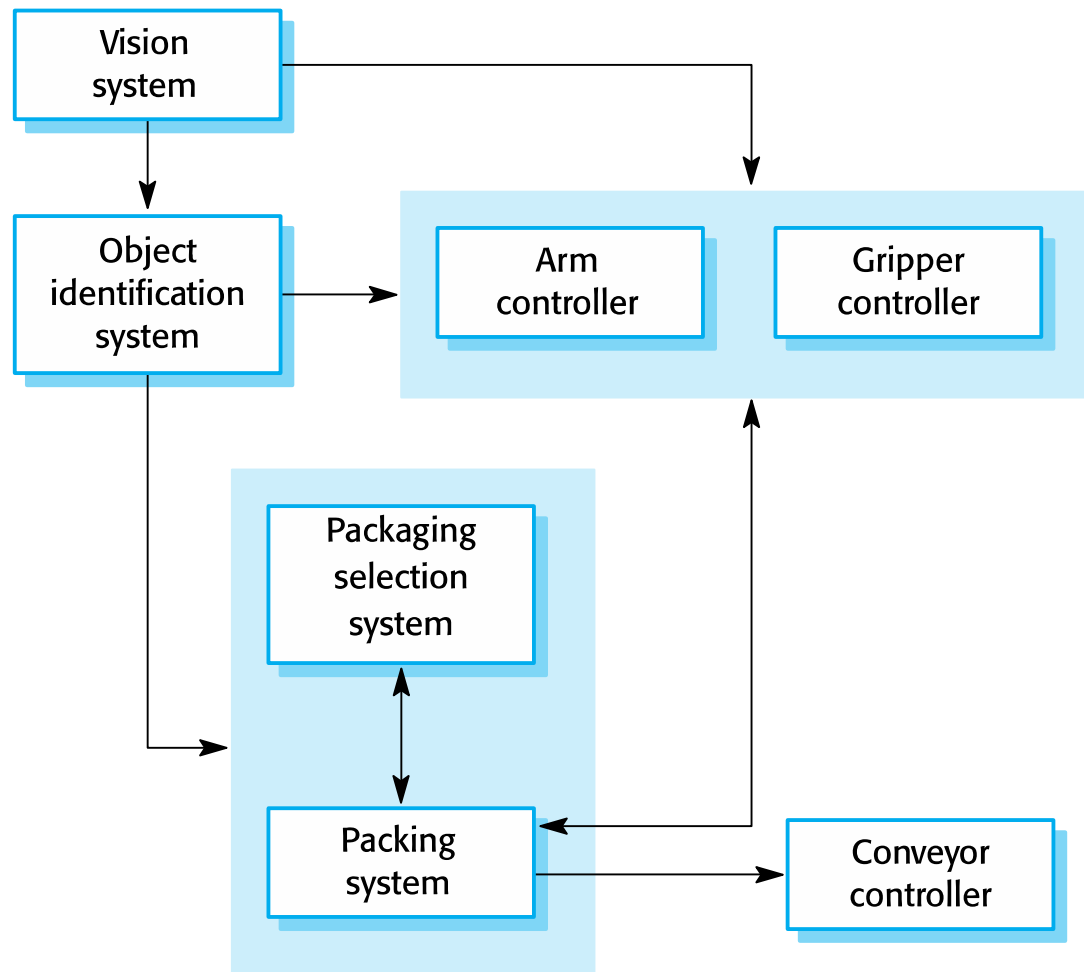 Vision
system
Object
identification
system
Arm
controller
Gripper
controller
Packaging
selection
system
Packing
system
Conveyor
controller